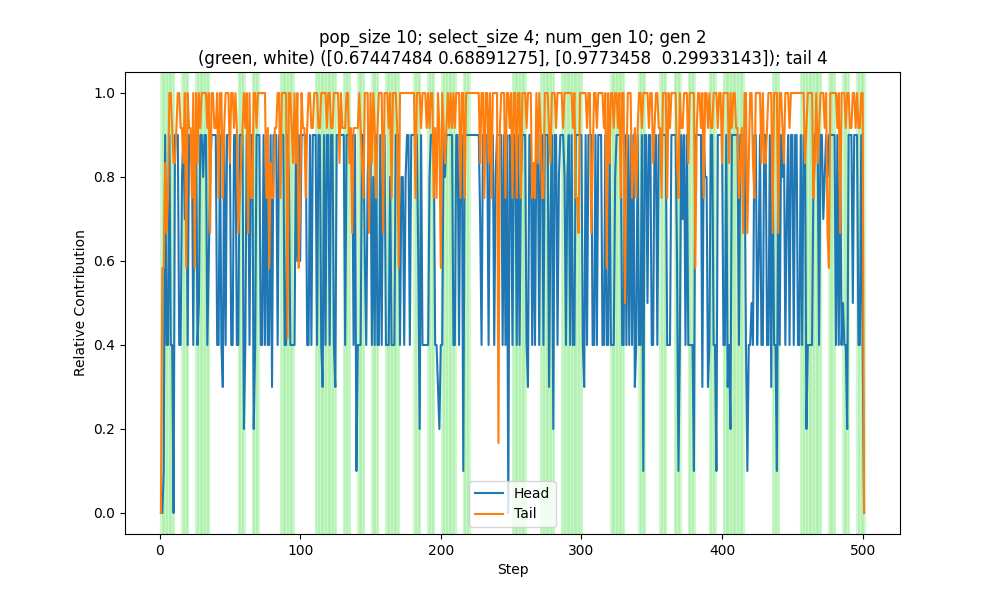 pop_size 10; select_size 4; num_gen 10; gen 2
(green, white) ([0.67447484 0.68891275], [0.9773458  0.29933143]); tail 4
1.0
0.8
0.6
0.4
0.2
0.0
Relative Contribution
Head
Tail
0
100
200
300
400
500
Step